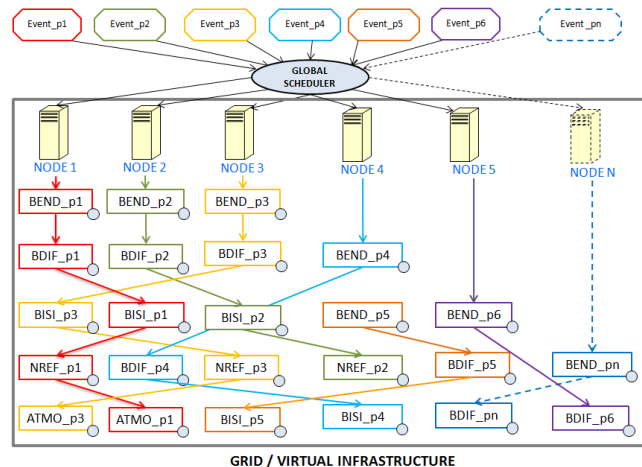 Event_p1 Event_p2 Event_p3 Event_p4 Event_p5 Event_p6 Event_pn
GLOBAL
SCHEDULER
NODE 1 NODE 2 NODE 3 NODE 4 NODE 5 NODE N
BEND_p1 BEND_p2 BEND_p3
BDIF_p1 BDIF_p2 BDIF_p3 BEND_p4
BISI_p3 BISI_p1 BISI_p2 BEND_p5 BEND_p6
NREF_p1 BDIF_p4 NREF_p3 NREF_p2 BDIF_p5 BEND_pn
ATMO_p3 ATMO_p1 BISI_p5 BISI_p4 BDIF_pn BDIF_p6
GRID / VIRTUAL INFRASTRUCTURE